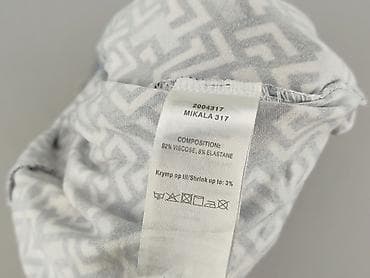 2004317
MIKALA 317
COMPOSITION:
92% VISCOSE, 8% ELASTANE
Krymp op til/Shrink up to: 3%